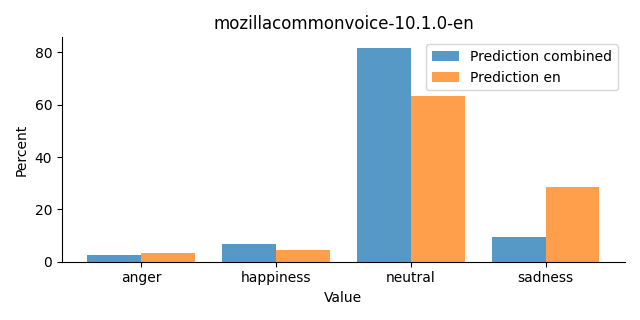 mozillacommonvoice-10.1.0-en
Prediction combined
Prediction en
Percent
80
60
40
20
0
anger happiness neutral sadness
Value